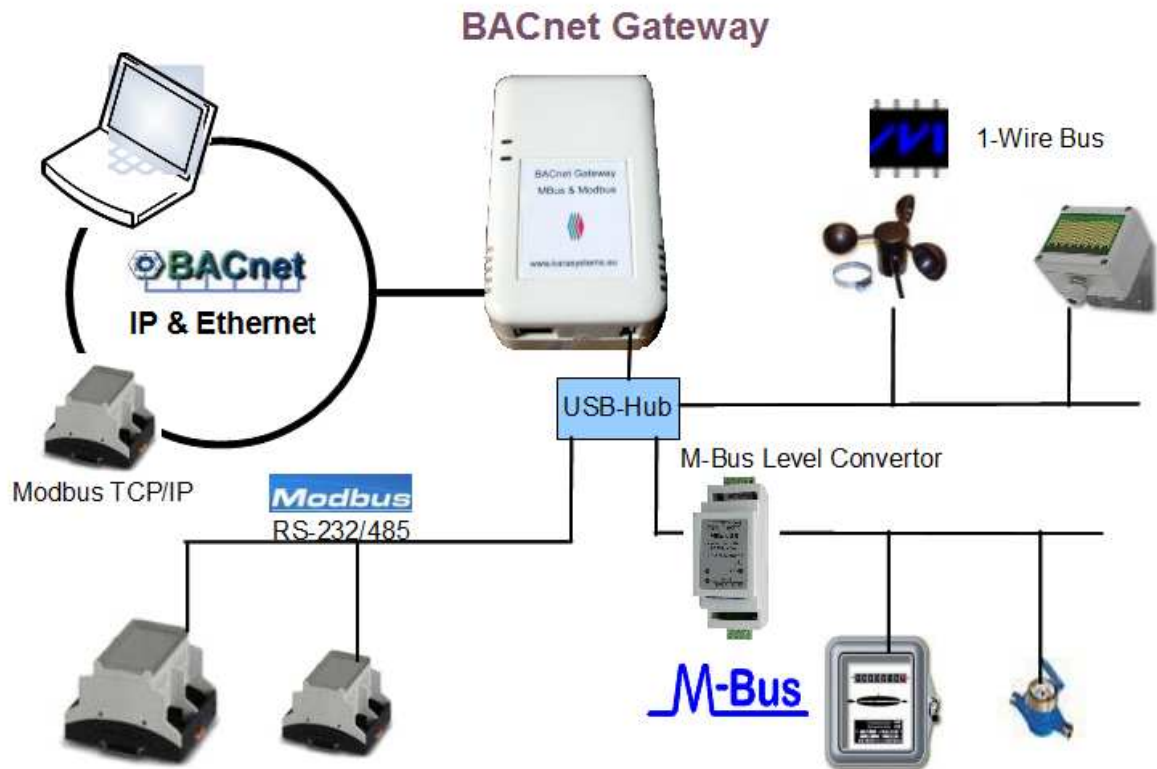 BACnet Gateway
BACnet Gateway
MBus & Modbus
1-Wire Bus
BACnet
IP & Ethernet
USB-Hub
M-Bus Level Convertor
Modbus TCP/IP
Modbus
RS-232/485
M-Bus